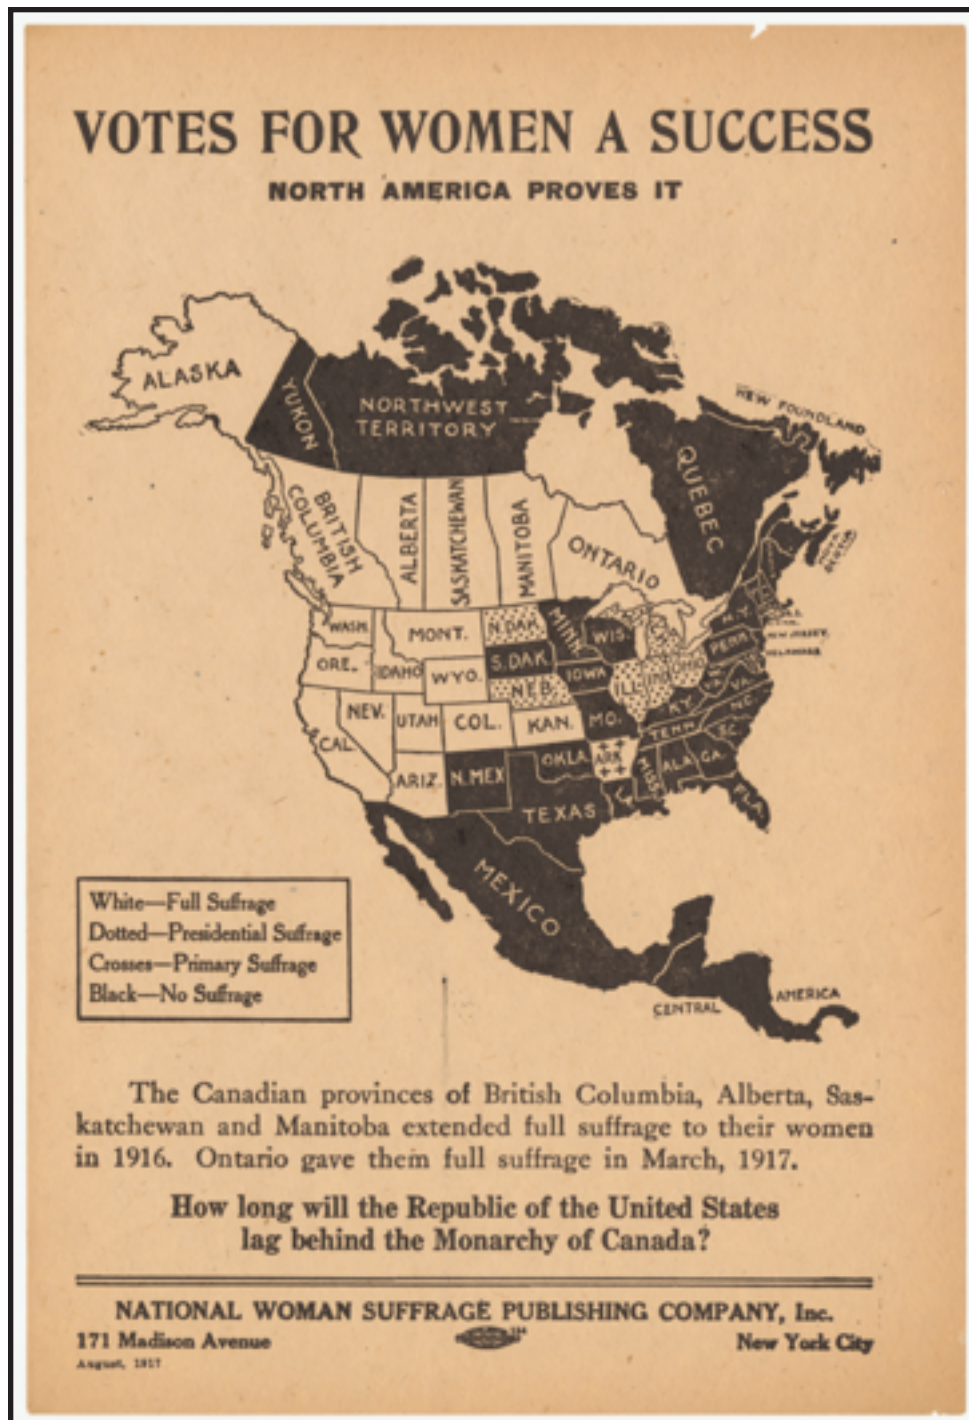 VOTES FOR WOMEN A SUCCESS
NORTH AMERICA PROVES IT
ALASKA
YUKON
NORTHWEST
TERRITORY
NEW FOUNDLAND
QUEBEC
BRITISH
COLUMBIA
ALBERTA
SASKATCHEWAN
MANITOBA
ONTARIO
NOVA
SCOTIA
WASH.
MONT.
N.DAK.
MINN.
WIS.
N.Y.
ORE.
IDAHO
WYO.
S.DAK.
IOWA
PENN.
NEW JERSEY
DELAWARE
NEB.
ILL.
IND.
OHIO
VA.
NEV.
UTAH
COL.
KAN.
MO.
KY.
N.C.
CAL.
TENN.
S.C.
ARIZ.
N.MEX
OKLA.
ARK.
MISS.
ALA.
GA.
TEXAS
FLA.
MEXICO
CENTRAL
AMERICA
White—Full Suffrage
Dotted—Presidential Suffrage
Crosses—Primary Suffrage
Black—No Suffrage
The Canadian provinces of British Columbia, Alberta, Sas-
katchewan and Manitoba extended full suffrage to their women
in 1916. Ontario gave them full suffrage in March, 1917.
How long will the Republic of the United States
lag behind the Monarchy of Canada?
NATIONAL WOMAN SUFFRAGE PUBLISHING COMPANY, Inc.
171 Madison Avenue
New York City
August, 1917